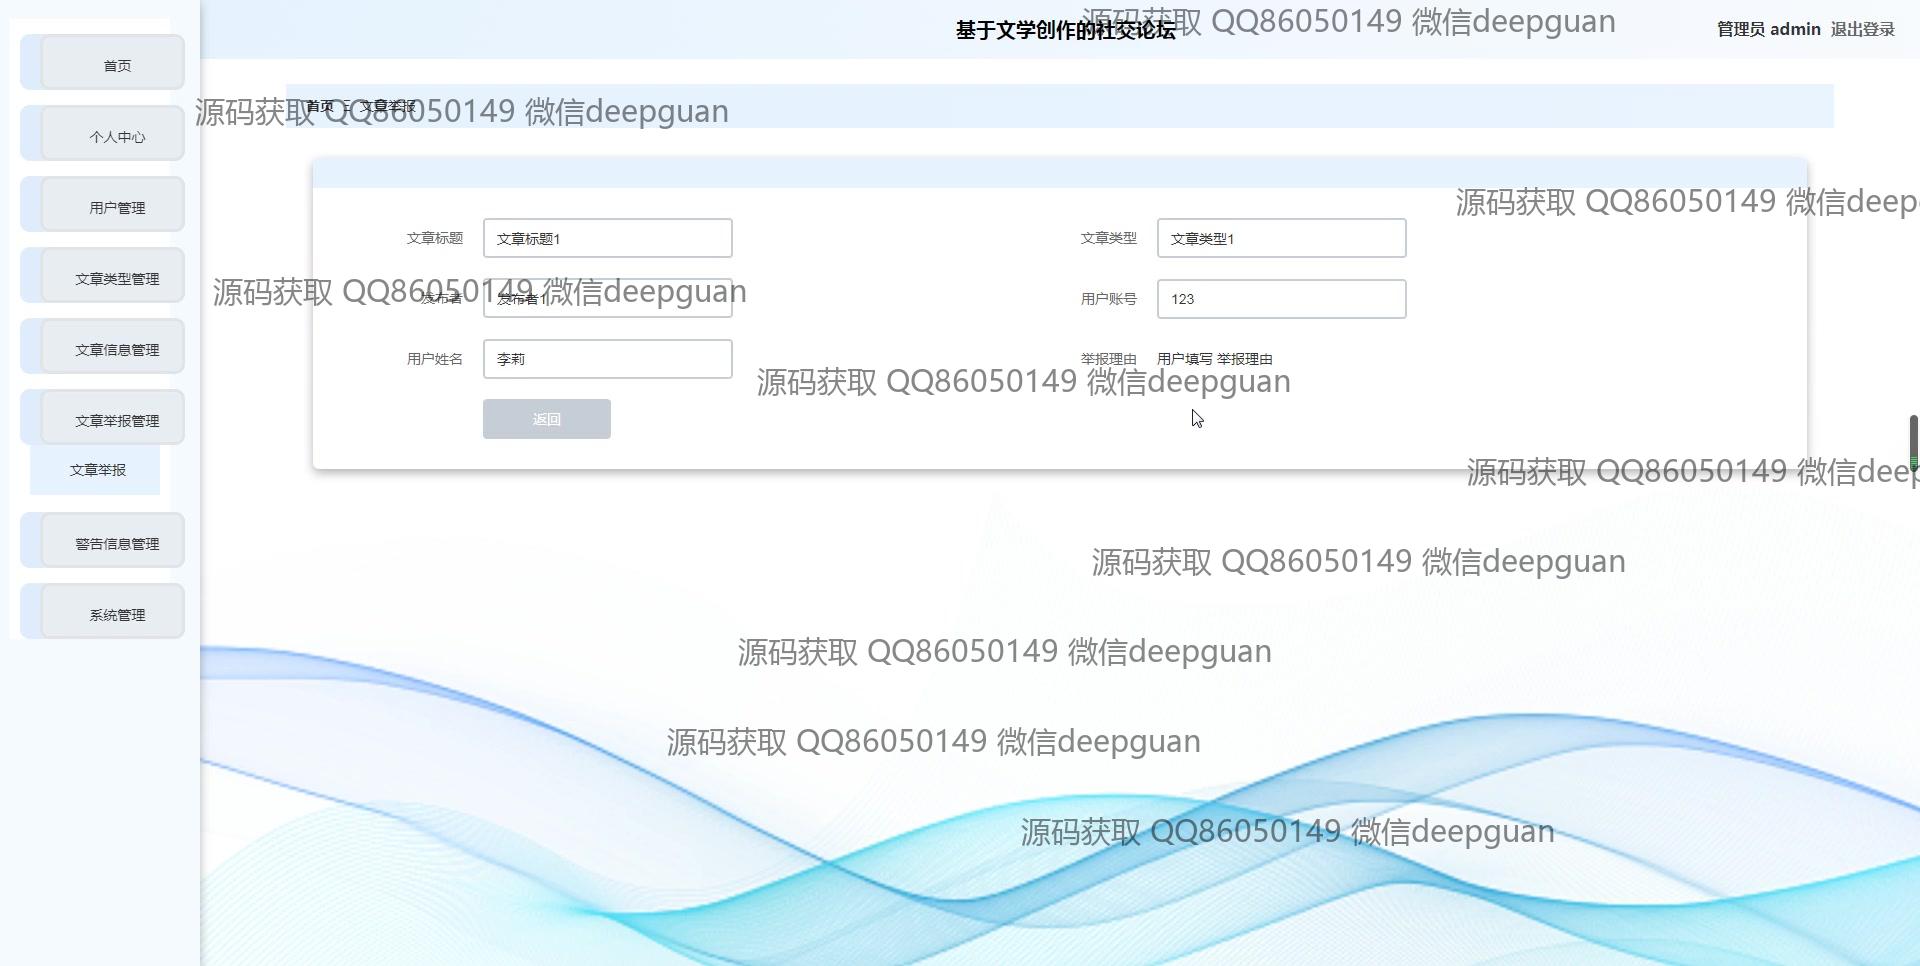 基于文学创作的社交论坛
源码获取 QQ86050149 微信deepguan
管理员 admin 退出登录
首页
个人中心
用户管理
文章类型管理
文章信息管理
文章举报管理
文章举报
警告信息管理
系统管理
首页 文章举报
源码获取 QQ86050149 微信deepguan
源码获取 QQ86050149 微信deep
文章标题 文章标题1
文章类型 文章类型1
源码获取 QQ86050149 微信deepguan
发布者 发布者1
用户账号 123
用户姓名 李莉
举报理由 用户填写 举报理由
源码获取 QQ86050149 微信deepguan
返回
源码获取 QQ86050149 微信deep
源码获取 QQ86050149 微信deepguan
源码获取 QQ86050149 微信deepguan
源码获取 QQ86050149 微信deepguan
源码获取 QQ86050149 微信deepguan